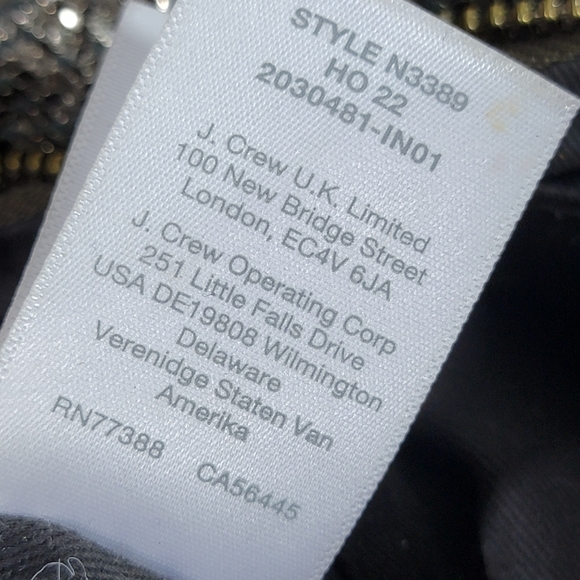 STYLE N3389
HO 22
2030481-IN01
J. Crew U.K. Limited
100 New Bridge Street
London, EC4V 6JA
J. Crew Operating Corp
251 Little Falls Drive
USA DE19808 Wilmington
Delaware
Verenidge Staten Van
Amerika
RN77388 CA56445